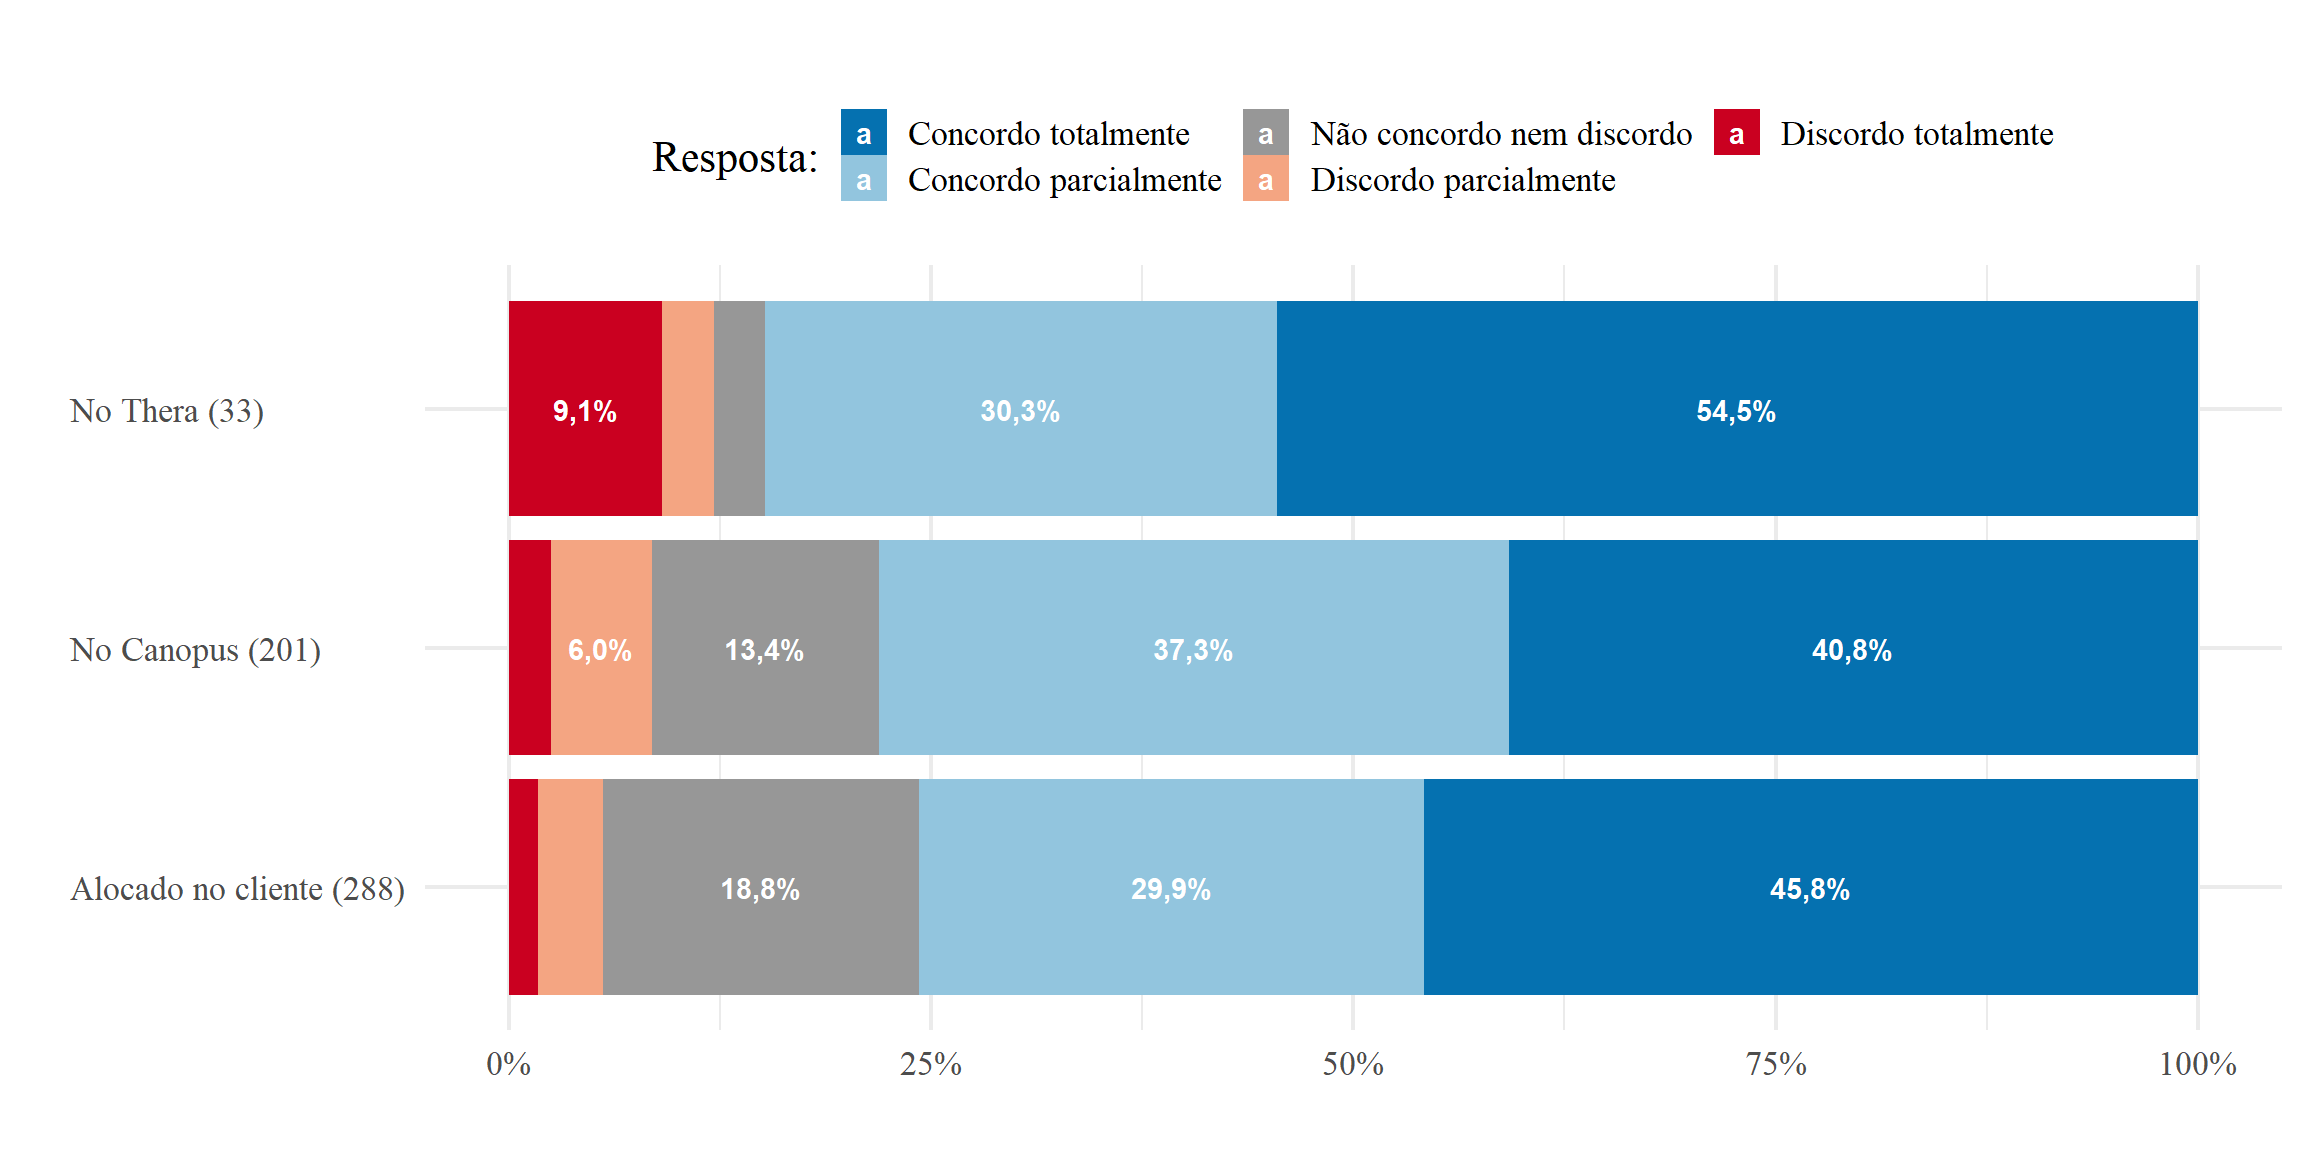 Resposta:
a Concordo totalmente a Não concordo nem discordo a Discordo totalmente
a Concordo parcialmente a Discordo parcialmente
No Thera (33) 9,1% 30,3% 54,5%
No Canopus (201) 6,0% 13,4% 37,3% 40,8%
Alocado no cliente (288) 18,8% 29,9% 45,8%
0% 25% 50% 75% 100%